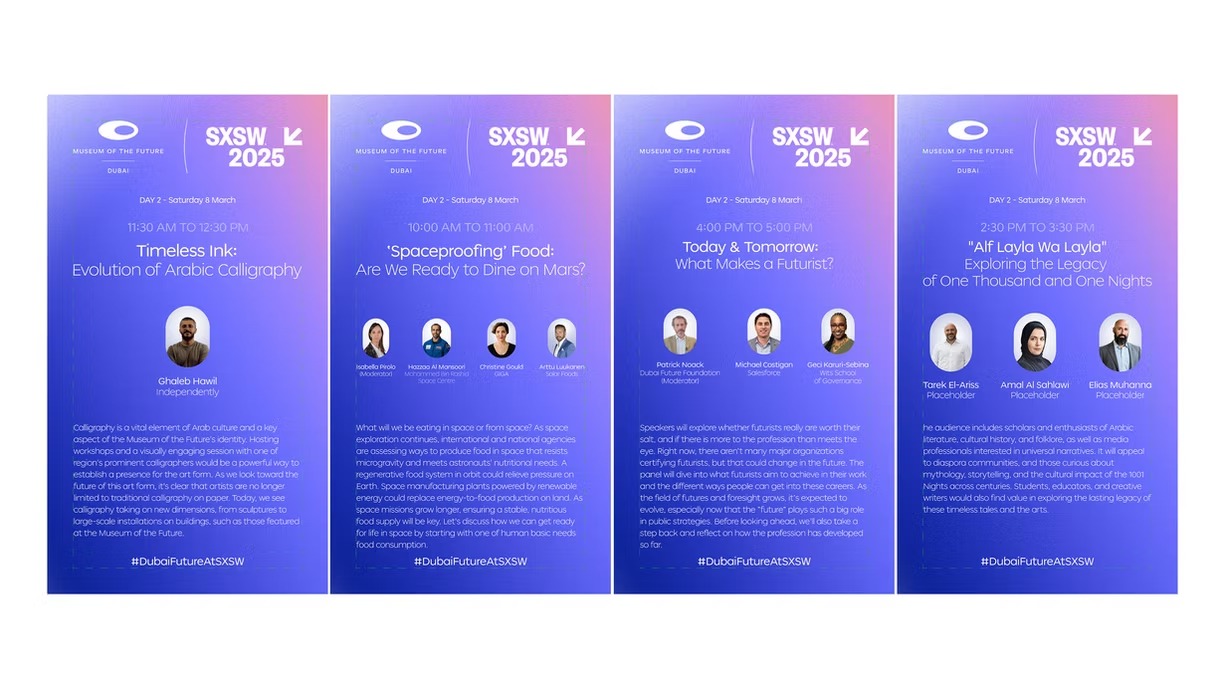 MUSEUM OF THE FUTURE
DUBAI
SXSW
2025
DAY 2 - Saturday 8 March
11:30 AM TO 12:30 PM
Timeless Ink:
Evolution of Arabic Calligraphy
Ghaleb Hawil
Independently
Calligraphy is a vital element of Arab culture and a key
aspect of the Museum of the Future's identity. Hosting
workshops and a visually engaging session with one of
region's prominent calligraphers would be a powerful way to
establish a presence for the art form. As we look toward the
future of this art form, it's clear that artists are no longer
limited to traditional calligraphy on paper. Today, we see
calligraphy taking on new dimensions, from sculptures to
large-scale installations on buildings, such as those featured
at the Museum of the Future.
#DubaiFutureAtSXSW
MUSEUM OF THE FUTURE
DUBAI
SXSW
2025
DAY 2 - Saturday 8 March
10:00 AM TO 11:00 AM
'Spaceproofing' Food:
Are We Ready to Dine on Mars?
Isabella Pirolo
(Moderator)
Hazzaa Al Mansoori
Mohammed Bin Rashid
Space Centre
Christine Gould
GIGA
Arttu Luukanen
Solar Foods
What will we be eating in space or from space? As space
exploration continues, international and national agencies
are assessing ways to produce food in space that resists
microgravity and meets astronauts' nutritional needs. A
regenerative food system in orbit could relieve pressure on
Earth. Space manufacturing plants powered by renewable
energy could replace energy-to-food production on land. As
space missions grow longer, ensuring a stable, nutritious
food supply will be key. Let's discuss how we can get ready
for life in space by starting with one of human basic needs
food consumption.
#DubaiFutureAtSXSW
MUSEUM OF THE FUTURE
DUBAI
SXSW
2025
DAY 2 - Saturday 8 March
4:00 PM TO 5:00 PM
Today & Tomorrow:
What Makes a Futurist?
Patrick Noack
Dubai Future Foundation
(Moderator)
Michael Costigan
Salesforce
Geci Karuri-Sebina
Wits School
of Governance
Speakers will explore whether futurists really are worth their
salt, and if there is more to the profession than meets the
eye. Right now, there aren't many major organizations
certifying futurists, but that could change in the future. The
panel will dive into what futurists aim to achieve in their work
and the different ways people can get into these careers. As
the field of futures and foresight grows, it's expected to
evolve, especially now that the "future" plays such a big role
in public strategies. Before looking ahead, we'll also take a
step back and reflect on how the profession has developed
so far.
#DubaiFutureAtSXSW
MUSEUM OF THE FUTURE
DUBAI
SXSW
2025
DAY 2 - Saturday 8 March
2:30 PM TO 3:30 PM
"Alf Layla Wa Layla"
Exploring the Legacy
of One Thousand and One Nights
Tarek El-Ariss
Placeholder
Amal Al Sahlawi
Placeholder
Elias Muhanna
Placeholder
he audience includes scholars and enthusiasts of Arabic
literature, cultural history, and folklore, as well as media
professionals interested in universal narratives. It will appeal
to diaspora communities, and those curious about
mythology, storytelling, and the cultural impact of the 1001
Nights across centuries. Students, educators, and creative
writers would also find value in exploring the lasting legacy of
these timeless tales and the arts.
#DubaiFutureAtSXSW